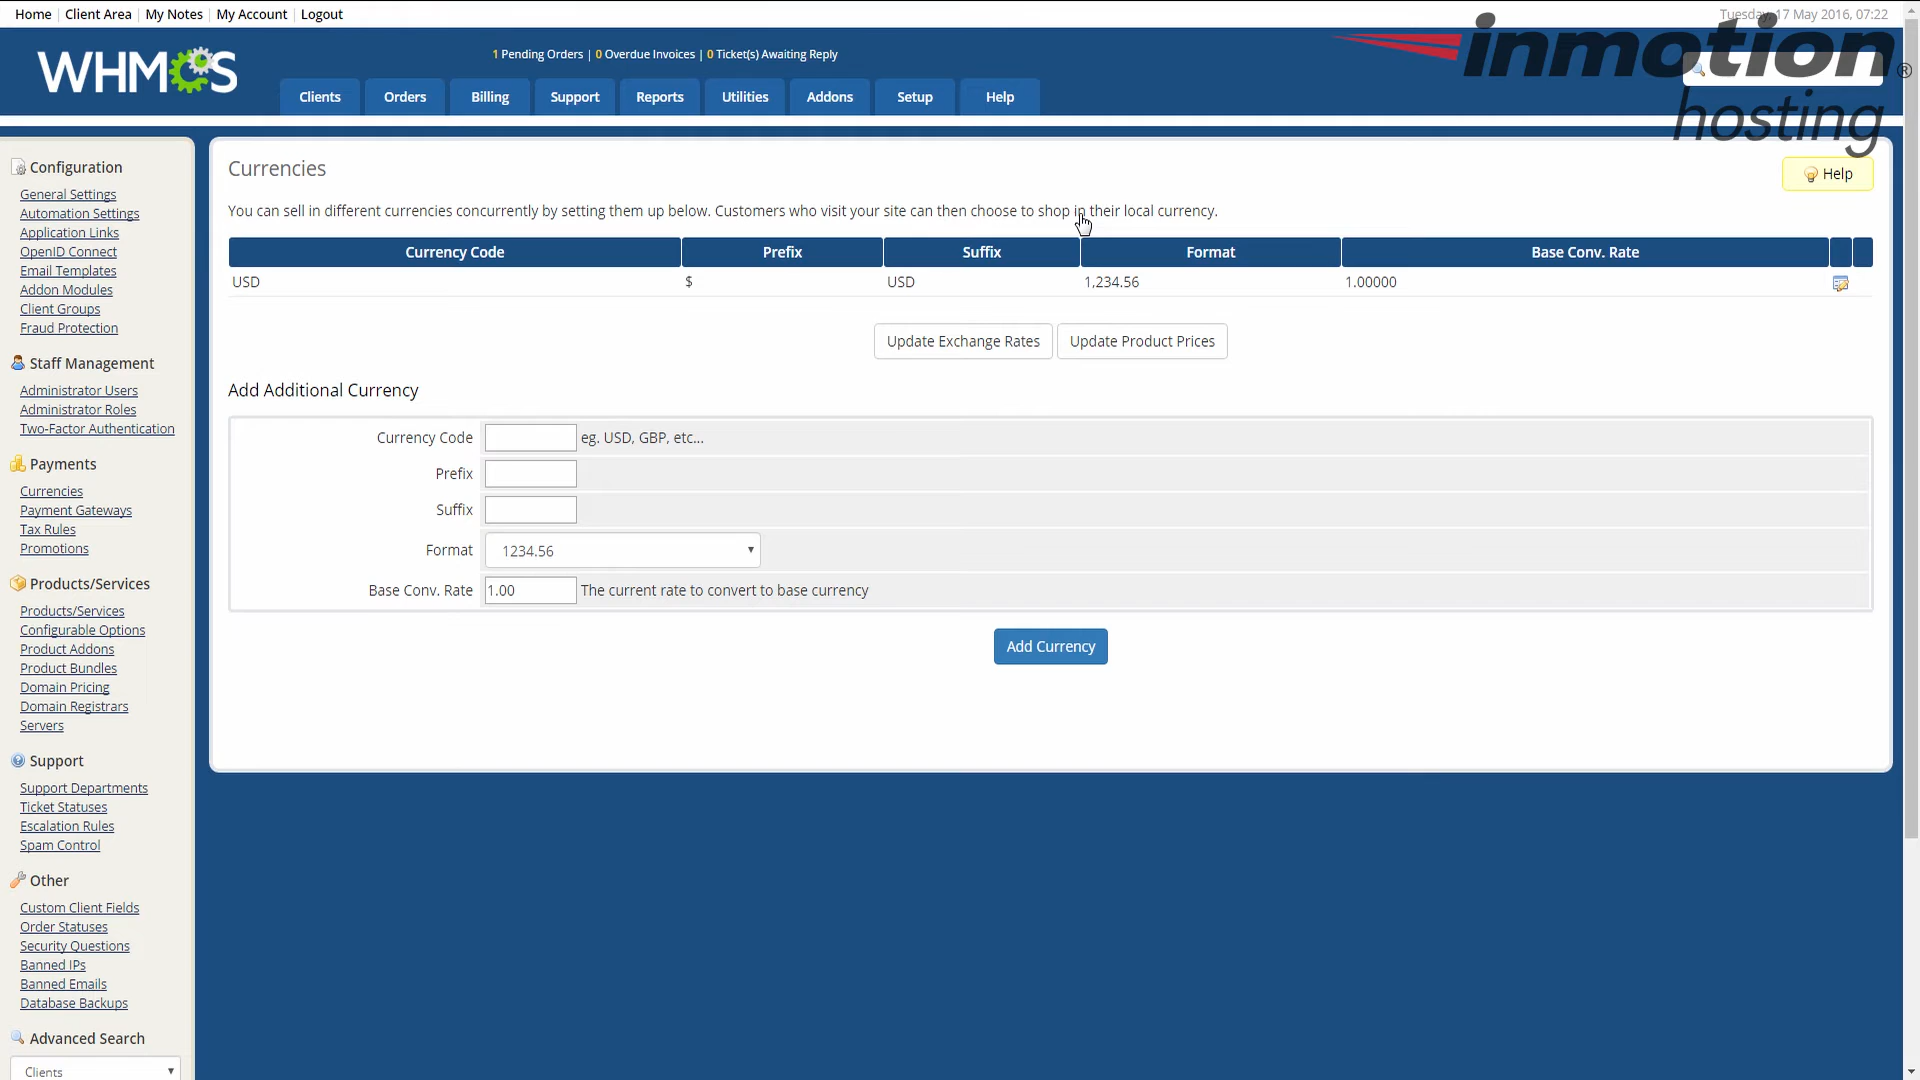 Home Client Area My Notes My Account Logout
Tuesday, 17 May 2016, 07:22
inmotion®
hosting
WHMCS
1 Pending Orders | 0 Overdue Invoices | 0 Ticket(s) Awaiting Reply
Clients Orders Billing Support Reports Utilities Addons Setup Help
Configuration
General Settings
Automation Settings
Application Links
OpenID Connect
Email Templates
Addon Modules
Client Groups
Fraud Protection
Staff Management
Administrator Users
Administrator Roles
Two-Factor Authentication
Payments
Currencies
Payment Gateways
Tax Rules
Promotions
Products/Services
Products/Services
Configurable Options
Product Addons
Product Bundles
Domain Pricing
Domain Registrars
Servers
Support
Support Departments
Ticket Statuses
Escalation Rules
Spam Control
Other
Custom Client Fields
Order Statuses
Security Questions
Banned IPs
Banned Emails
Database Backups
Advanced Search
Clients
Currencies
Help
You can sell in different currencies concurrently by setting them up below. Customers who visit your site can then choose to shop in their local currency.
Currency Code Prefix Suffix Format Base Conv. Rate
USD $ USD 1,234.56 1.00000
Update Exchange Rates Update Product Prices
Add Additional Currency
Currency Code eg. USD, GBP, etc...
Prefix
Suffix
Format 1234.56
Base Conv. Rate 1.00 The current rate to convert to base currency
Add Currency